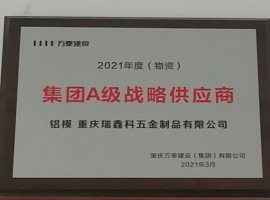 万泰建设
2021年度（物资）
集团A级战略供应商
铝模 重庆瑞鑫科五金制品有限公司
重庆万泰建设（集团）有限公司
2021年3月